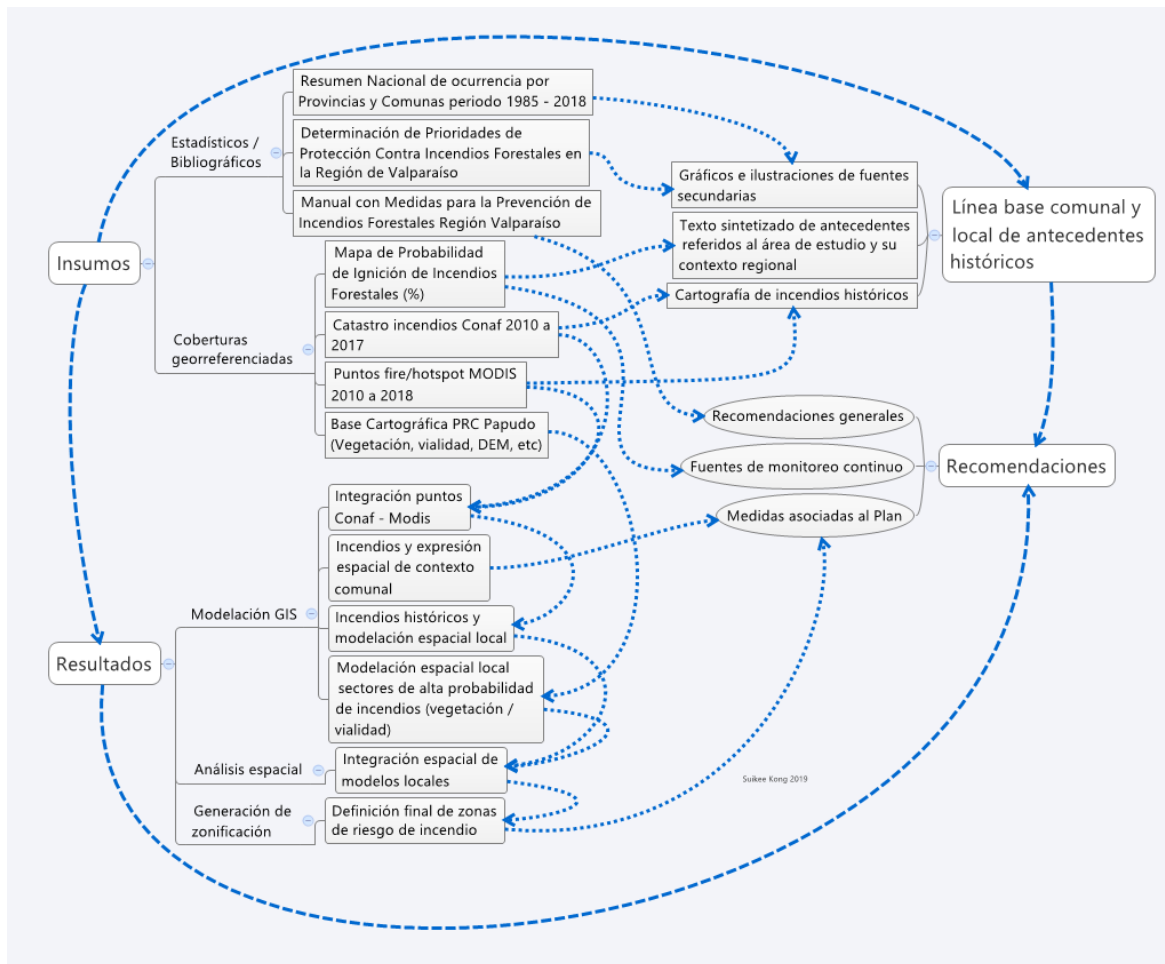 Insumos
Estadísticos /
Bibliográficos
Resumen Nacional de ocurrencia por
Provincias y Comunas periodo 1985 - 2018
Determinación de Prioridades de
Protección Contra Incendios Forestales en
la Región de Valparaíso
Manual con Medidas para la Prevención de
Incendios Forestales Región Valparaíso
Coberturas
georreferenciadas
Mapa de Probabilidad
de Ignición de Incendios
Forestales (%)
Catastro incendios Conaf 2010 a
2017
Puntos fire/hotspot MODIS
2010 a 2018
Base Cartográfica PRC Papudo
(Vegetación, vialidad, DEM, etc)
Gráficos e ilustraciones de fuentes
secundarias
Texto sintetizado de antecedentes
referidos al área de estudio y su
contexto regional
Cartografía de incendios históricos
Línea base comunal y
local de antecedentes
históricos
Recomendaciones generales
Fuentes de monitoreo continuo
Medidas asociadas al Plan
Recomendaciones
Resultados
Modelación GIS
Integración puntos
Conaf - Modis
Incendios y expresión
espacial de contexto
comunal
Incendios históricos y
modelación espacial local
Modelación espacial local
sectores de alta probabilidad
de incendios (vegetación /
vialidad)
Análisis espacial
Integración espacial de
modelos locales
Generación de
zonificación
Definición final de zonas
de riesgo de incendio
Suikee Kong 2019